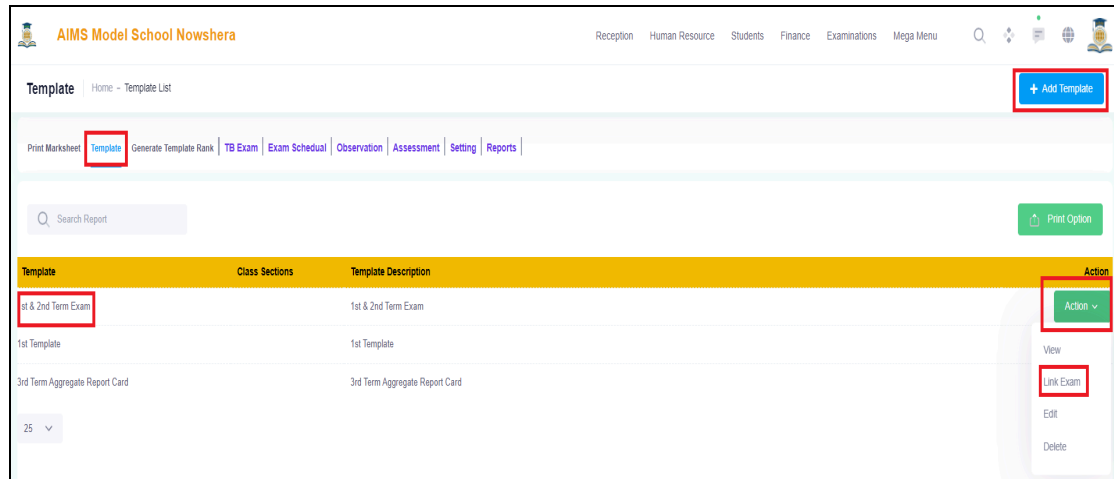 AIMS Model School Nowshera Reception Human Resource Students Finance Examinations Mega Menu
Template Home - Template List + Add Template
Print Marksheet Template Generate Template Rank TB Exam Exam Schedual Observation Assessment Setting Reports
Search Report Print Option
Template Class Sections Template Description Action
st & 2nd Term Exam 1st & 2nd Term Exam Action
1st Template 1st Template View
3rd Term Aggregate Report Card 3rd Term Aggregate Report Card Link Exam
25 Edit
Delete